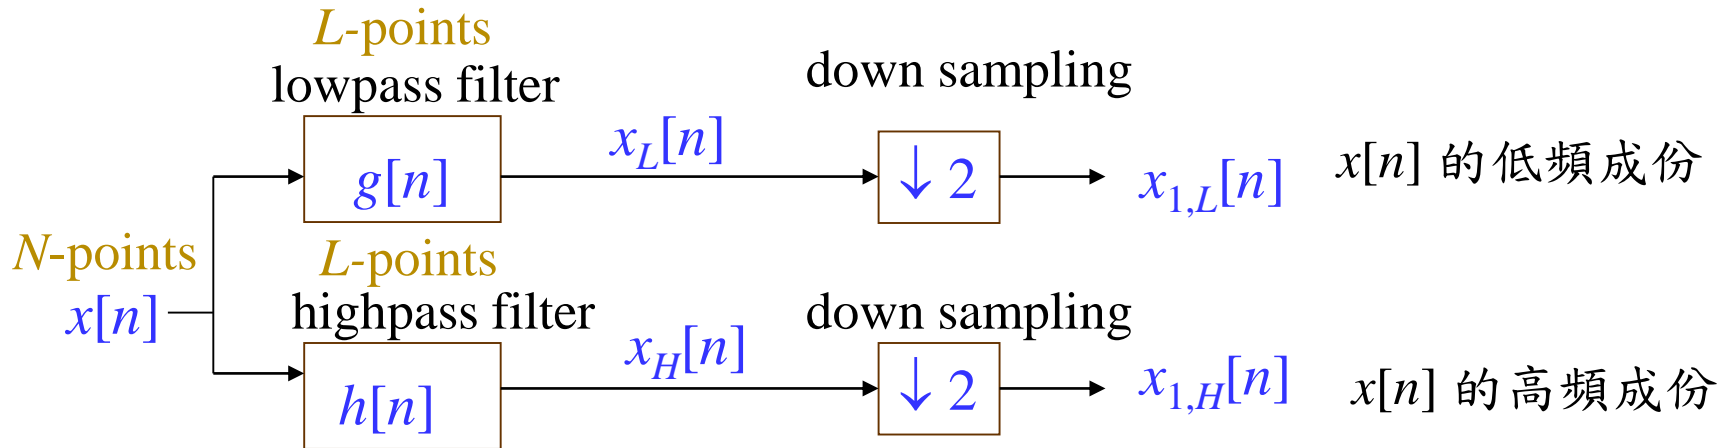 L-points
lowpass filter
down sampling
g[n]
x_L[n]
↓ 2
x_{1,L}[n]
x[n] 的低頻成份
N-points
x[n]
L-points
highpass filter
down sampling
h[n]
x_H[n]
↓ 2
x_{1,H}[n]
x[n] 的高頻成份